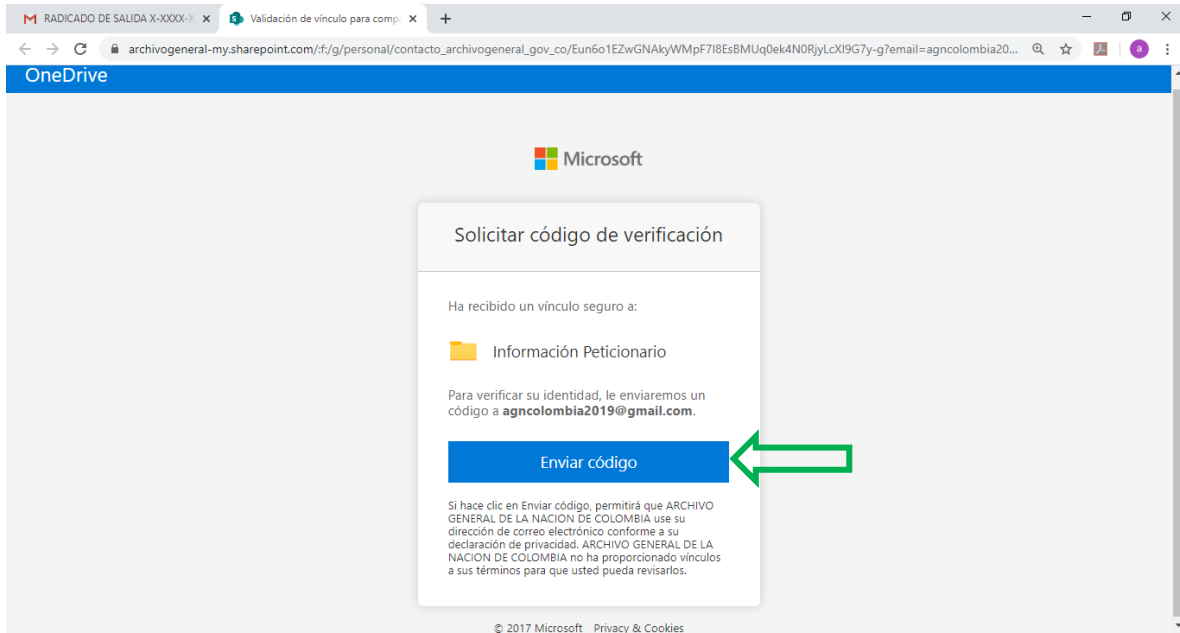 RADICADO DE SALIDA X-XXXX-X
Validación de vínculo para compa
archivogeneral-my.sharepoint.com/:f:/g/personal/contacto_archivogeneral_gov_co/Eun6o1EZwGNAkyWMpF7I8EsBMUq0ek4N0RjyLcXI9G7y-g?email=agncolombia20...
a
OneDrive
Microsoft
Solicitar código de verificación
Ha recibido un vínculo seguro a:
Información Peticionario
Para verificar su identidad, le enviaremos un
código a agncolombia2019@gmail.com.
Enviar código
Si hace clic en Enviar código, permitirá que ARCHIVO
GENERAL DE LA NACION DE COLOMBIA use su
dirección de correo electrónico conforme a su
declaración de privacidad. ARCHIVO GENERAL DE LA
NACION DE COLOMBIA no ha proporcionado vínculos
a sus términos para que usted pueda revisarlos.
© 2017 Microsoft Privacy & Cookies